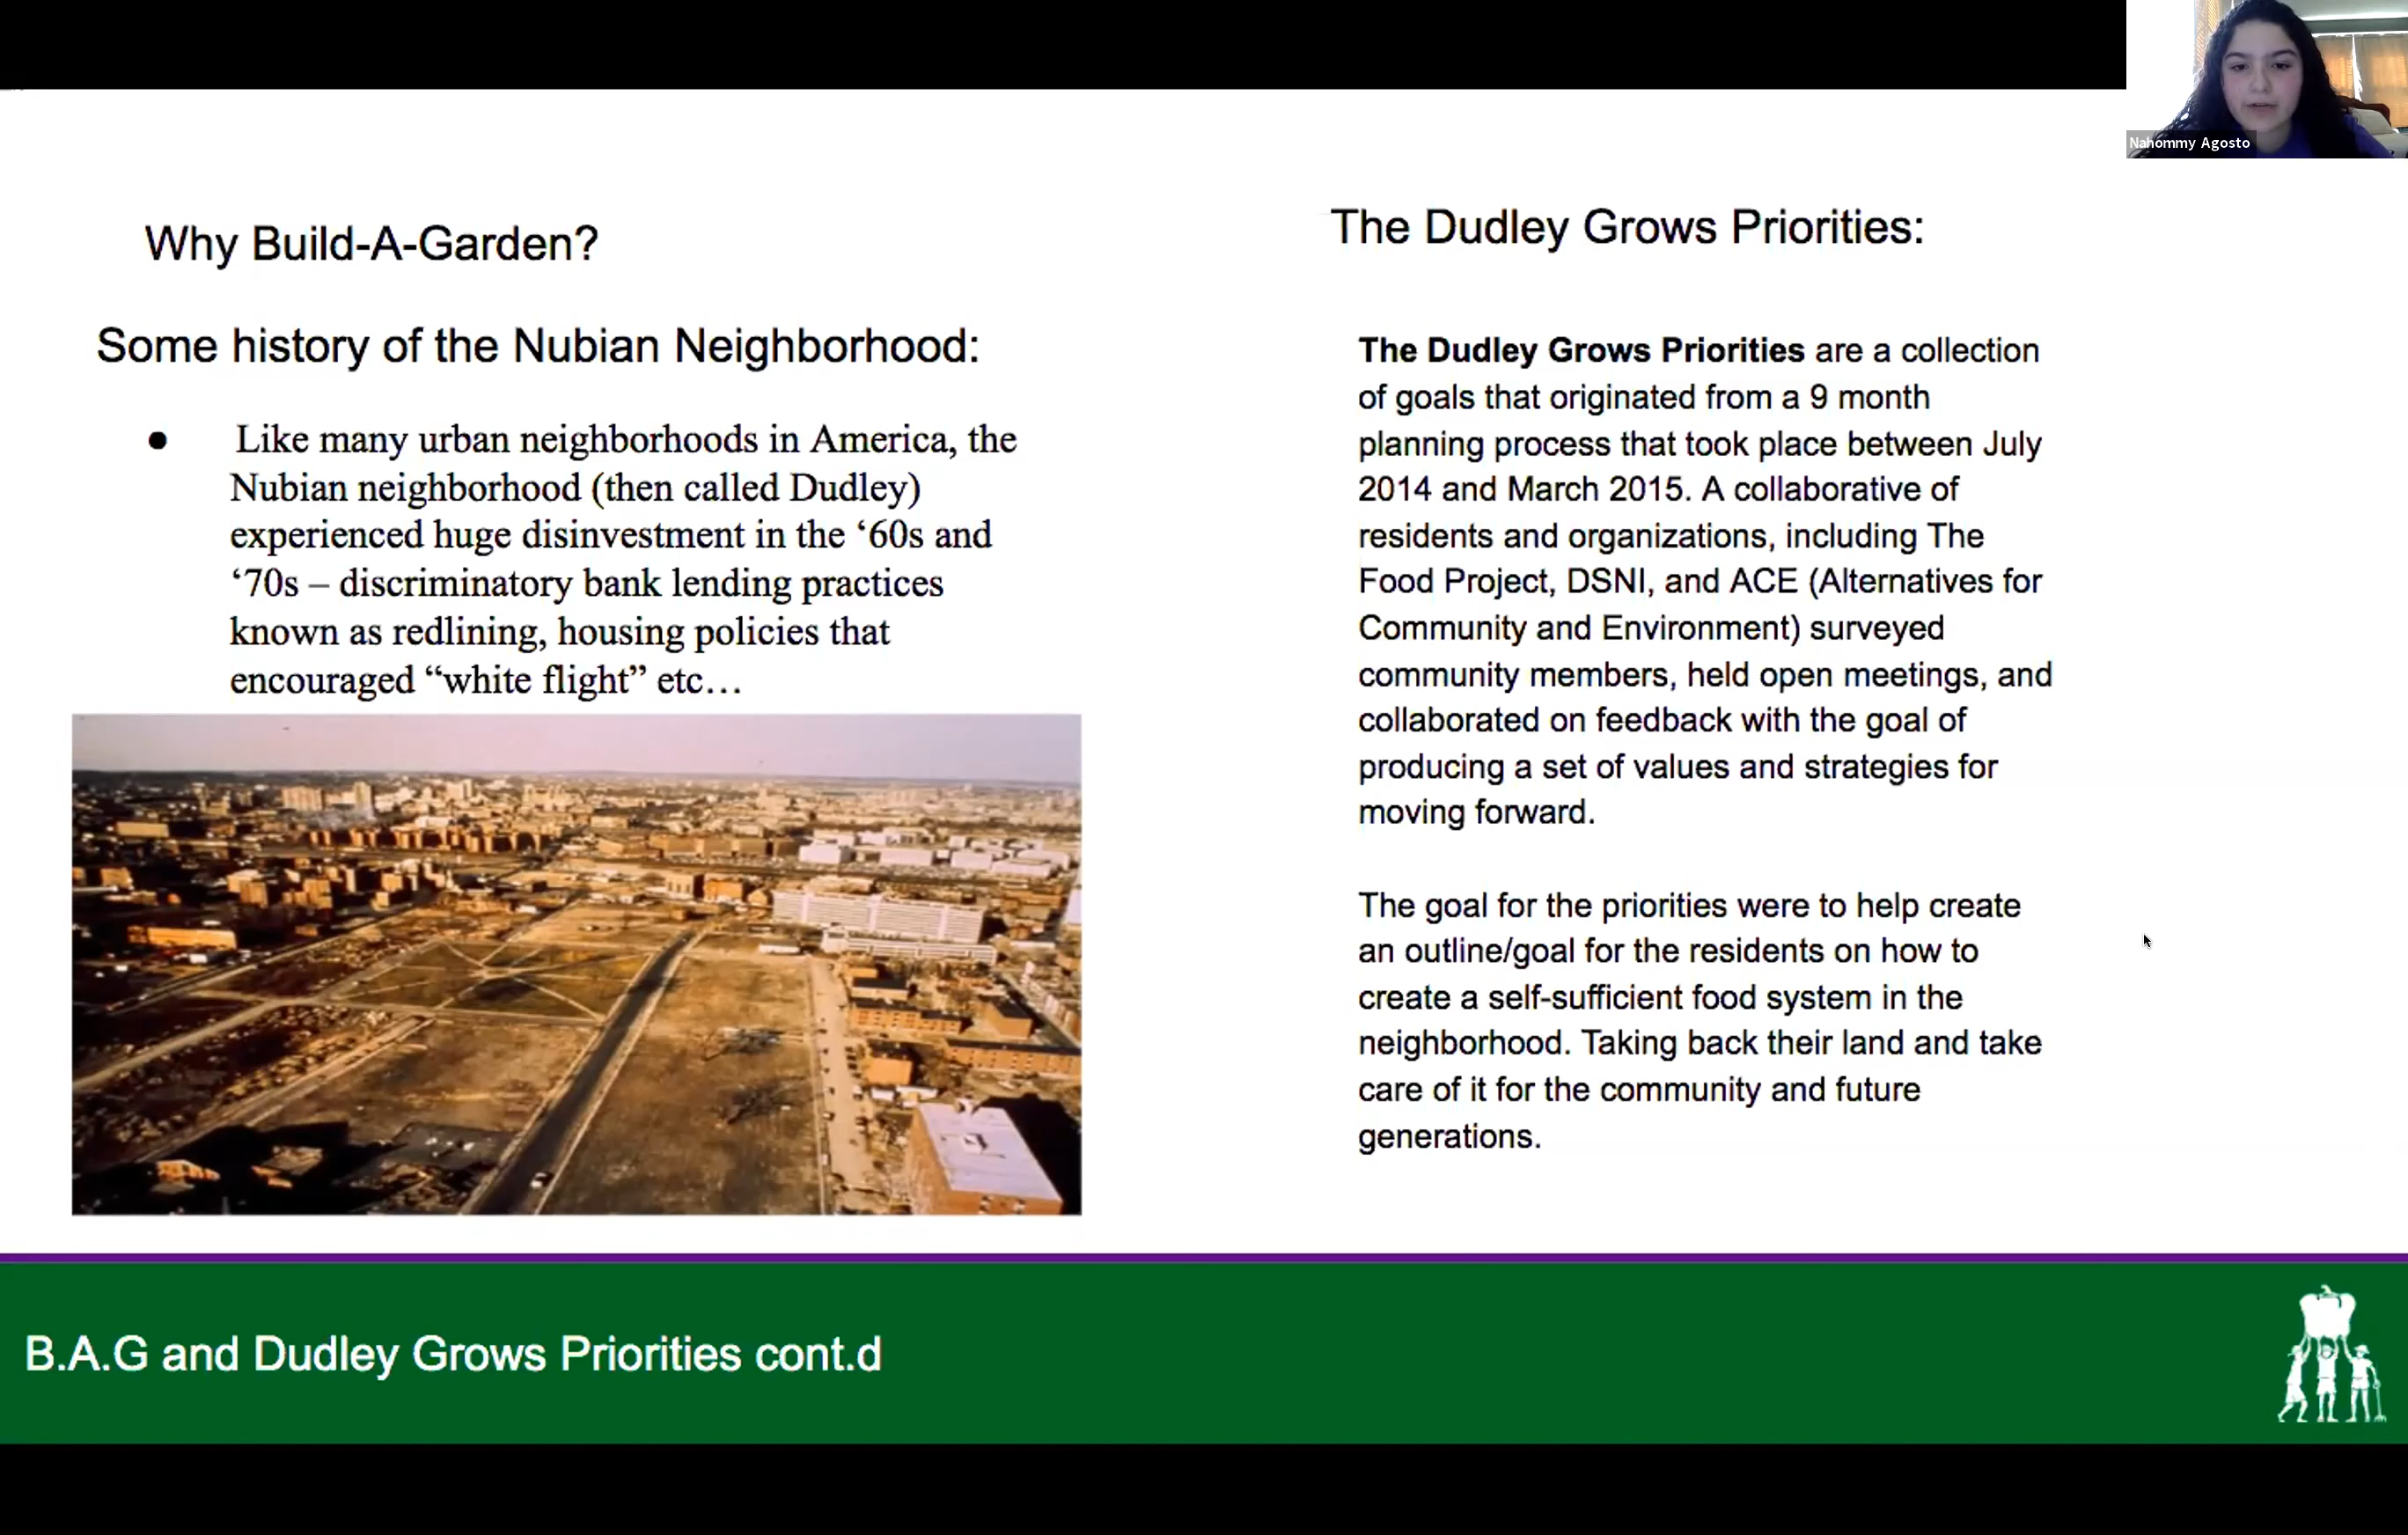 Nahommy Agosto
Why Build-A-Garden?
Some history of the Nubian Neighborhood:
● Like many urban neighborhoods in America, the
Nubian neighborhood (then called Dudley)
experienced huge disinvestment in the ‘60s and
‘70s – discriminatory bank lending practices
known as redlining, housing policies that
encouraged “white flight” etc…
The Dudley Grows Priorities:
The Dudley Grows Priorities are a collection
of goals that originated from a 9 month
planning process that took place between July
2014 and March 2015. A collaborative of
residents and organizations, including The
Food Project, DSNI, and ACE (Alternatives for
Community and Environment) surveyed
community members, held open meetings, and
collaborated on feedback with the goal of
producing a set of values and strategies for
moving forward.
The goal for the priorities were to help create
an outline/goal for the residents on how to
create a self-sufficient food system in the
neighborhood. Taking back their land and take
care of it for the community and future
generations.
B.A.G and Dudley Grows Priorities cont.d